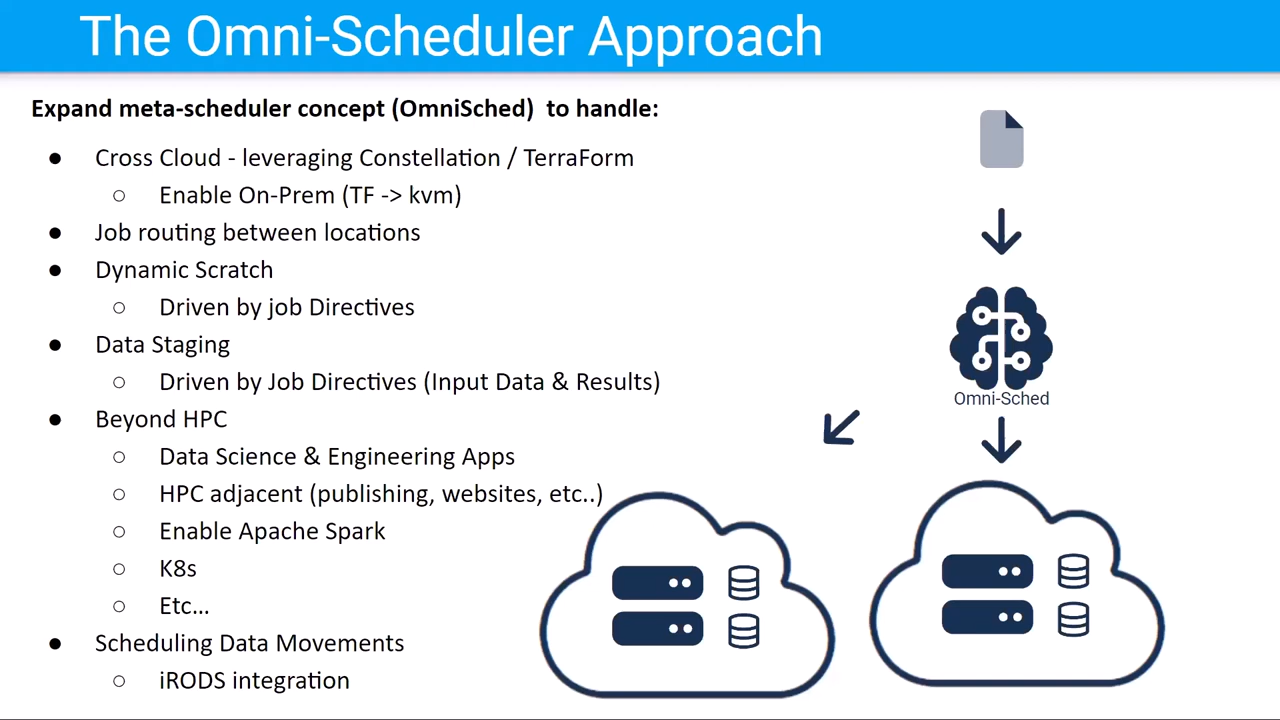 The Omni-Scheduler Approach
Expand meta-scheduler concept (OmniSched) to handle:
● Cross Cloud - leveraging Constellation / TerraForm
○ Enable On-Prem (TF -> kvm)
● Job routing between locations
● Dynamic Scratch
○ Driven by job Directives
● Data Staging
○ Driven by Job Directives (Input Data & Results)
● Beyond HPC
○ Data Science & Engineering Apps
○ HPC adjacent (publishing, websites, etc..)
○ Enable Apache Spark
○ K8s
○ Etc...
● Scheduling Data Movements
○ iRODS integration
Omni-Sched